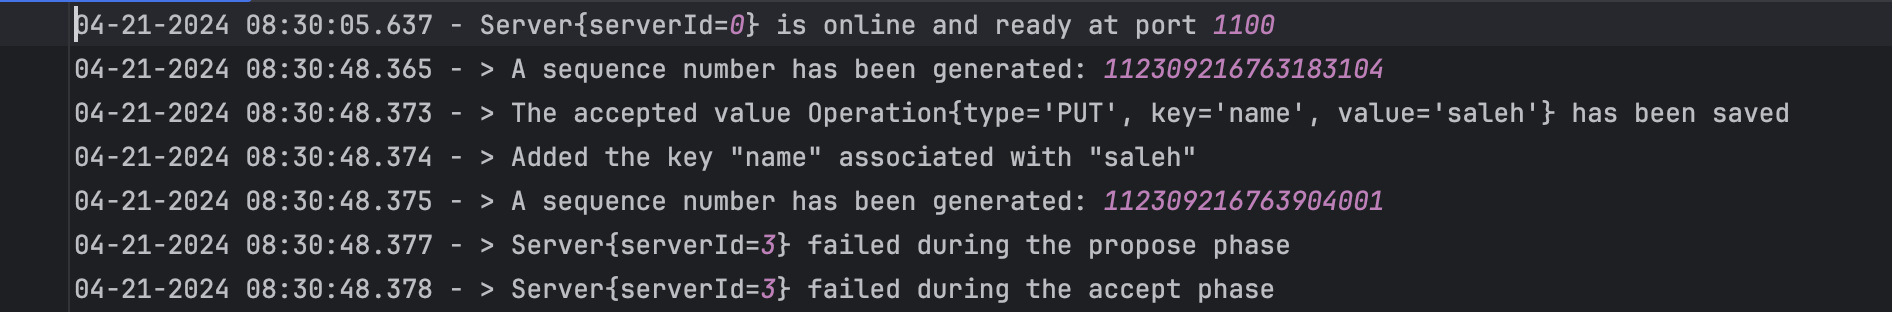 04-21-2024 08:30:05.637 - Server{serverId=0} is online and ready at port 1100
04-21-2024 08:30:48.365 - > A sequence number has been generated: 112309216763183104
04-21-2024 08:30:48.373 - > The accepted value Operation{type='PUT', key='name', value='saleh'} has been saved
04-21-2024 08:30:48.374 - > Added the key "name" associated with "saleh"
04-21-2024 08:30:48.375 - > A sequence number has been generated: 112309216763904001
04-21-2024 08:30:48.377 - > Server{serverId=3} failed during the propose phase
04-21-2024 08:30:48.378 - > Server{serverId=3} failed during the accept phase